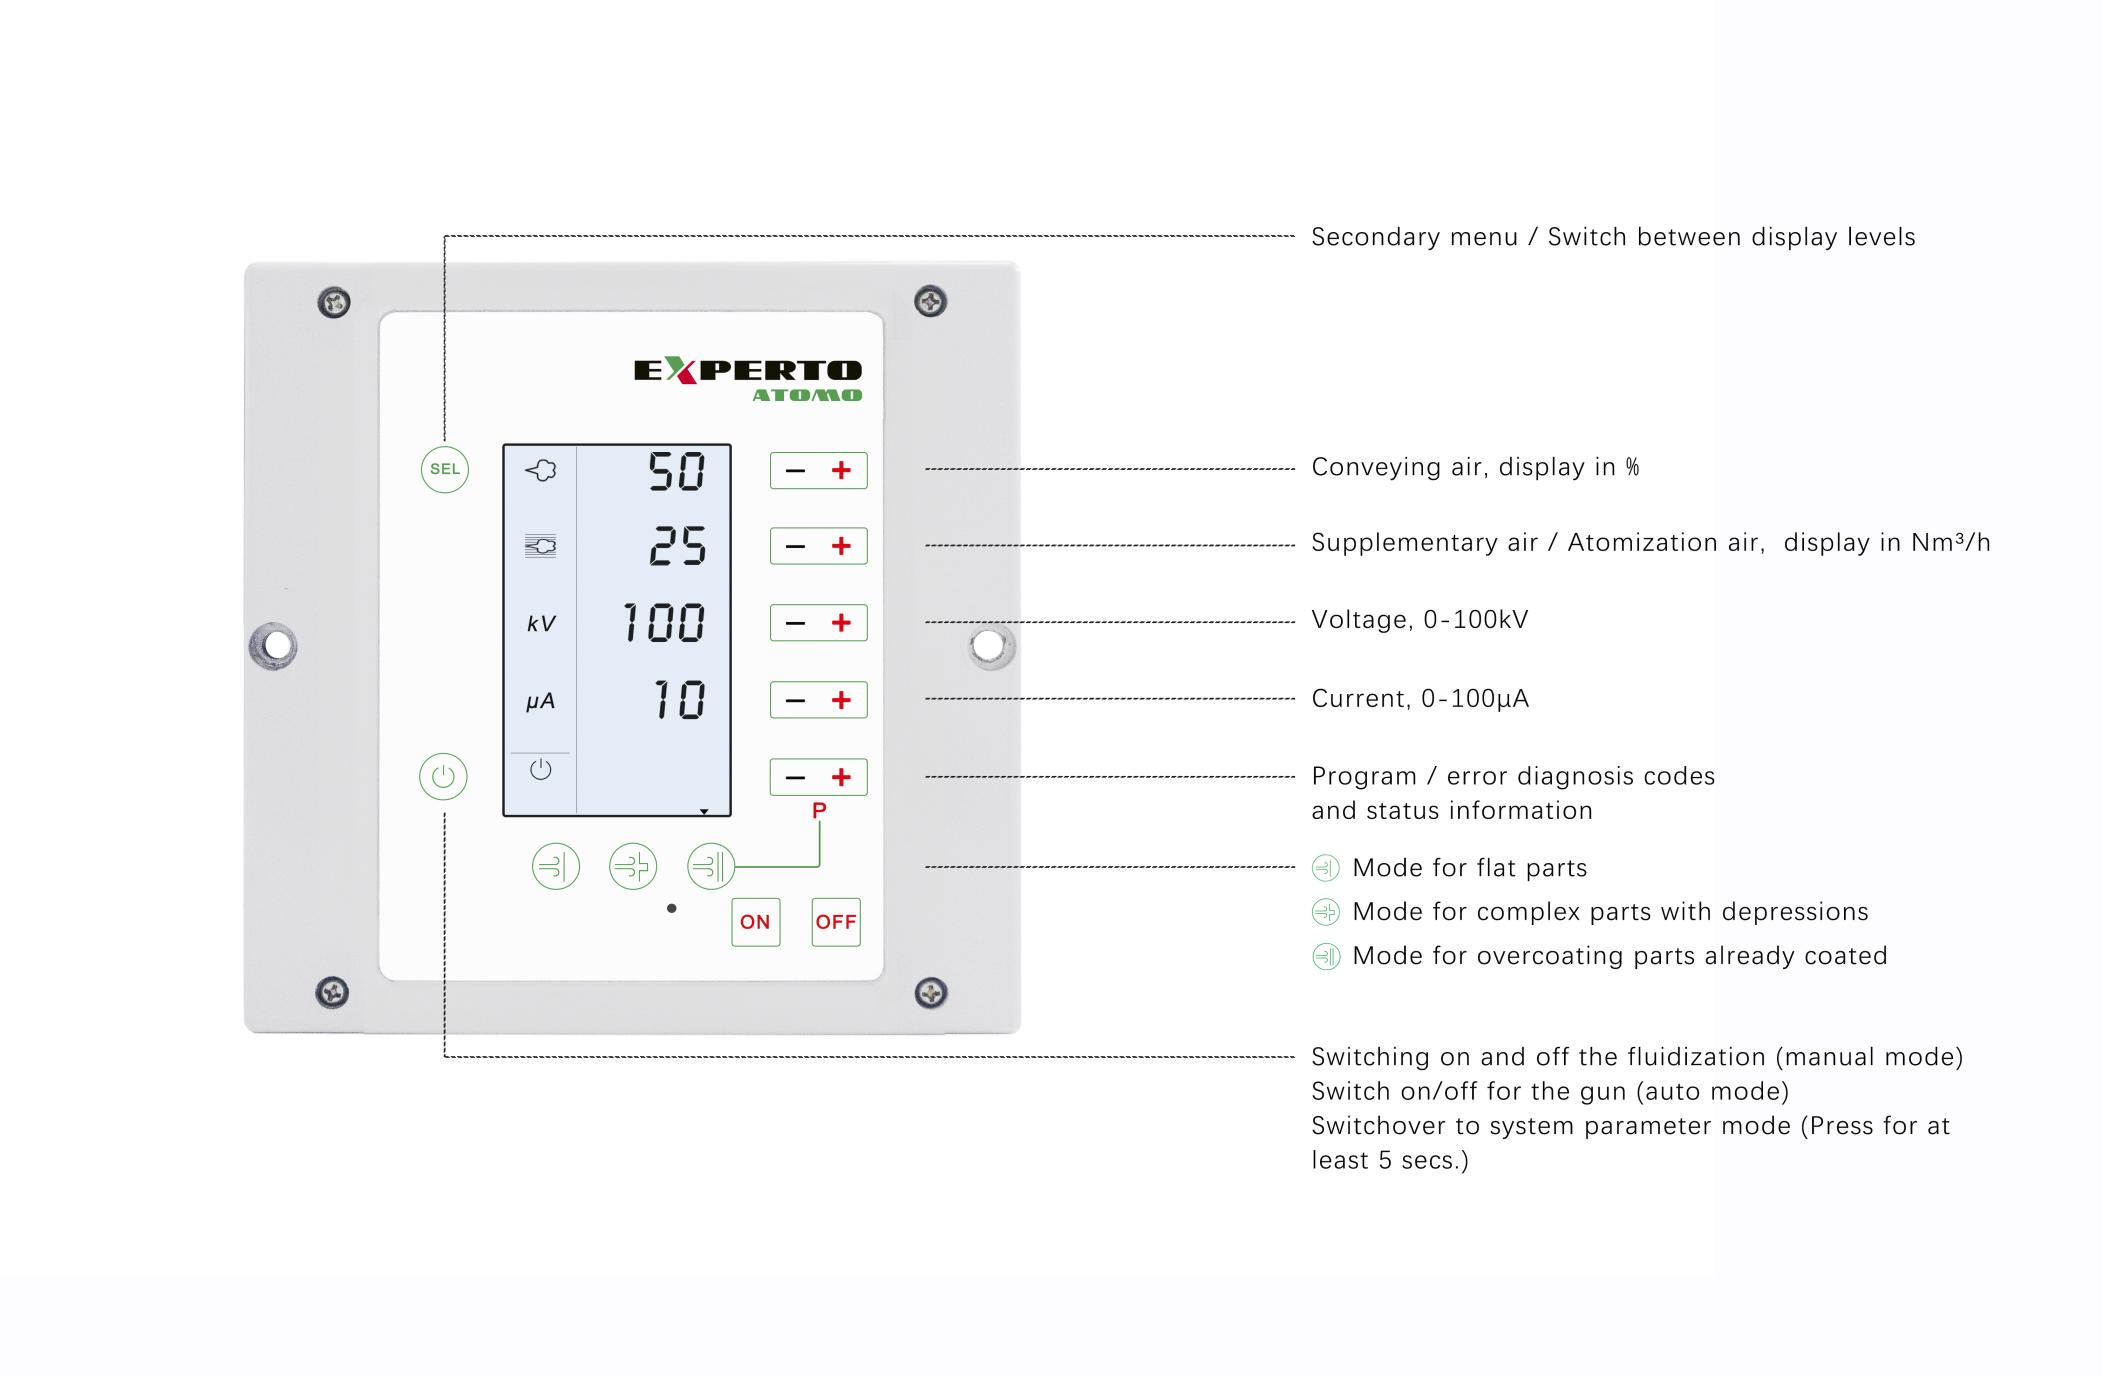 Secondary menu / Switch between display levels
EXPERTO
ATOMO
SEL
50
− +
Conveying air, display in %
25
− +
Supplementary air / Atomization air, display in Nm³/h
kV
100
− +
Voltage, 0-100kV
µA
10
− +
Current, 0-100µA
− +
P
Program / error diagnosis codes
and status information
Mode for flat parts
Mode for complex parts with depressions
Mode for overcoating parts already coated
ON
OFF
Switching on and off the fluidization (manual mode)
Switch on/off for the gun (auto mode)
Switchover to system parameter mode (Press for at
least 5 secs.)